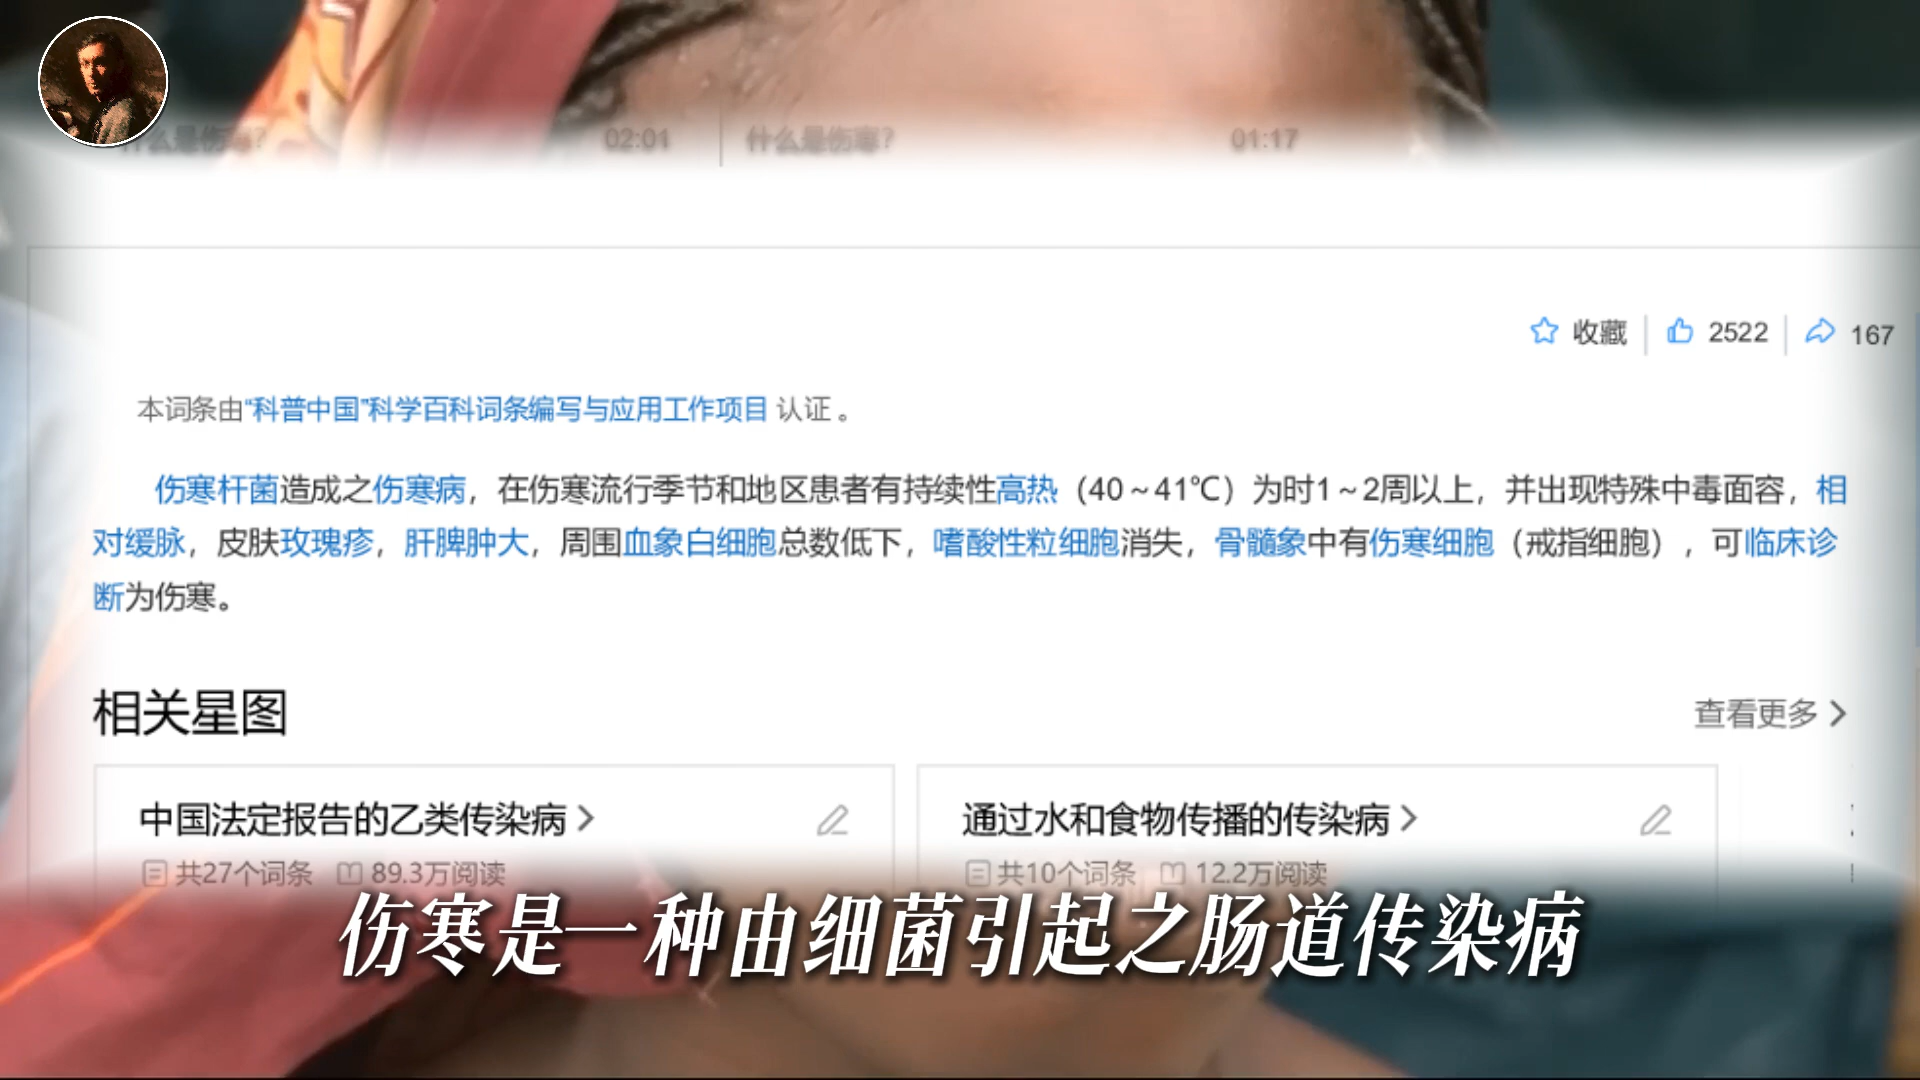 什么是伤寒? 02:01 什么是伤寒? 01:17
收藏 2522 167
本词条由“科普中国”科学百科词条编写与应用工作项目 认证 。
伤寒杆菌造成之伤寒病，在伤寒流行季节和地区患者有持续性高热（40～41℃）为时1～2周以上，并出现特殊中毒面容，相
对缓脉，皮肤玫瑰疹，肝脾肿大，周围血象白细胞总数低下，嗜酸性粒细胞消失，骨髓象中有伤寒细胞（戒指细胞），可临床诊
断为伤寒。
相关星图 查看更多
中国法定报告的乙类传染病 通过水和食物传播的传染病
共27个词条 89.3万阅读 共10个词条 12.2万阅读
伤寒是一种由细菌引起之肠道传染病